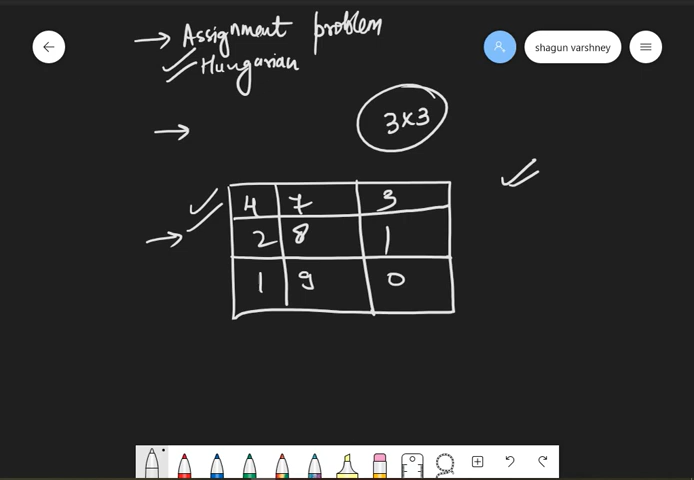 → Assignment problem
Hungarian
shagun varshney
→ 3x3
4 7 3
→ 2 8 1
1 9 0